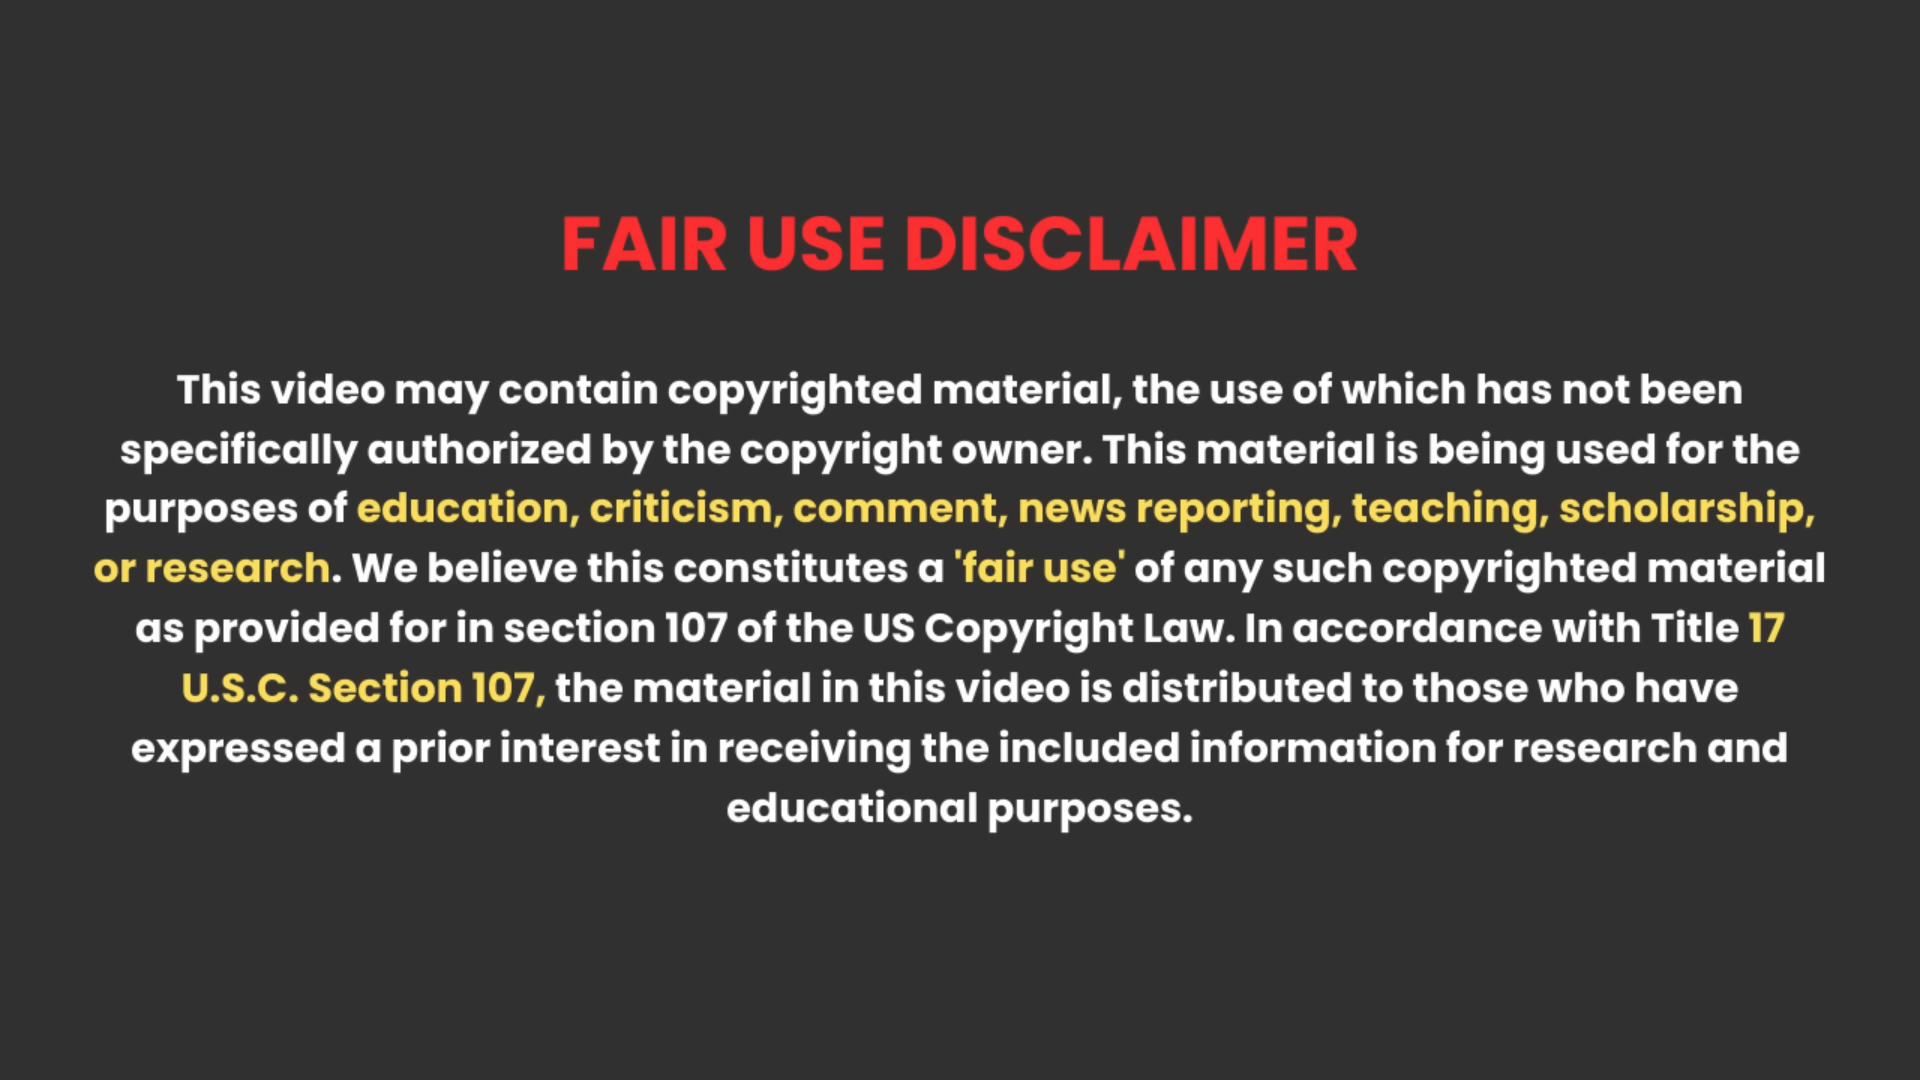 FAIR USE DISCLAIMER
This video may contain copyrighted material, the use of which has not been
specifically authorized by the copyright owner. This material is being used for the
purposes of education, criticism, comment, news reporting, teaching, scholarship,
or research. We believe this constitutes a 'fair use' of any such copyrighted material
as provided for in section 107 of the US Copyright Law. In accordance with Title 17
U.S.C. Section 107, the material in this video is distributed to those who have
expressed a prior interest in receiving the included information for research and
educational purposes.